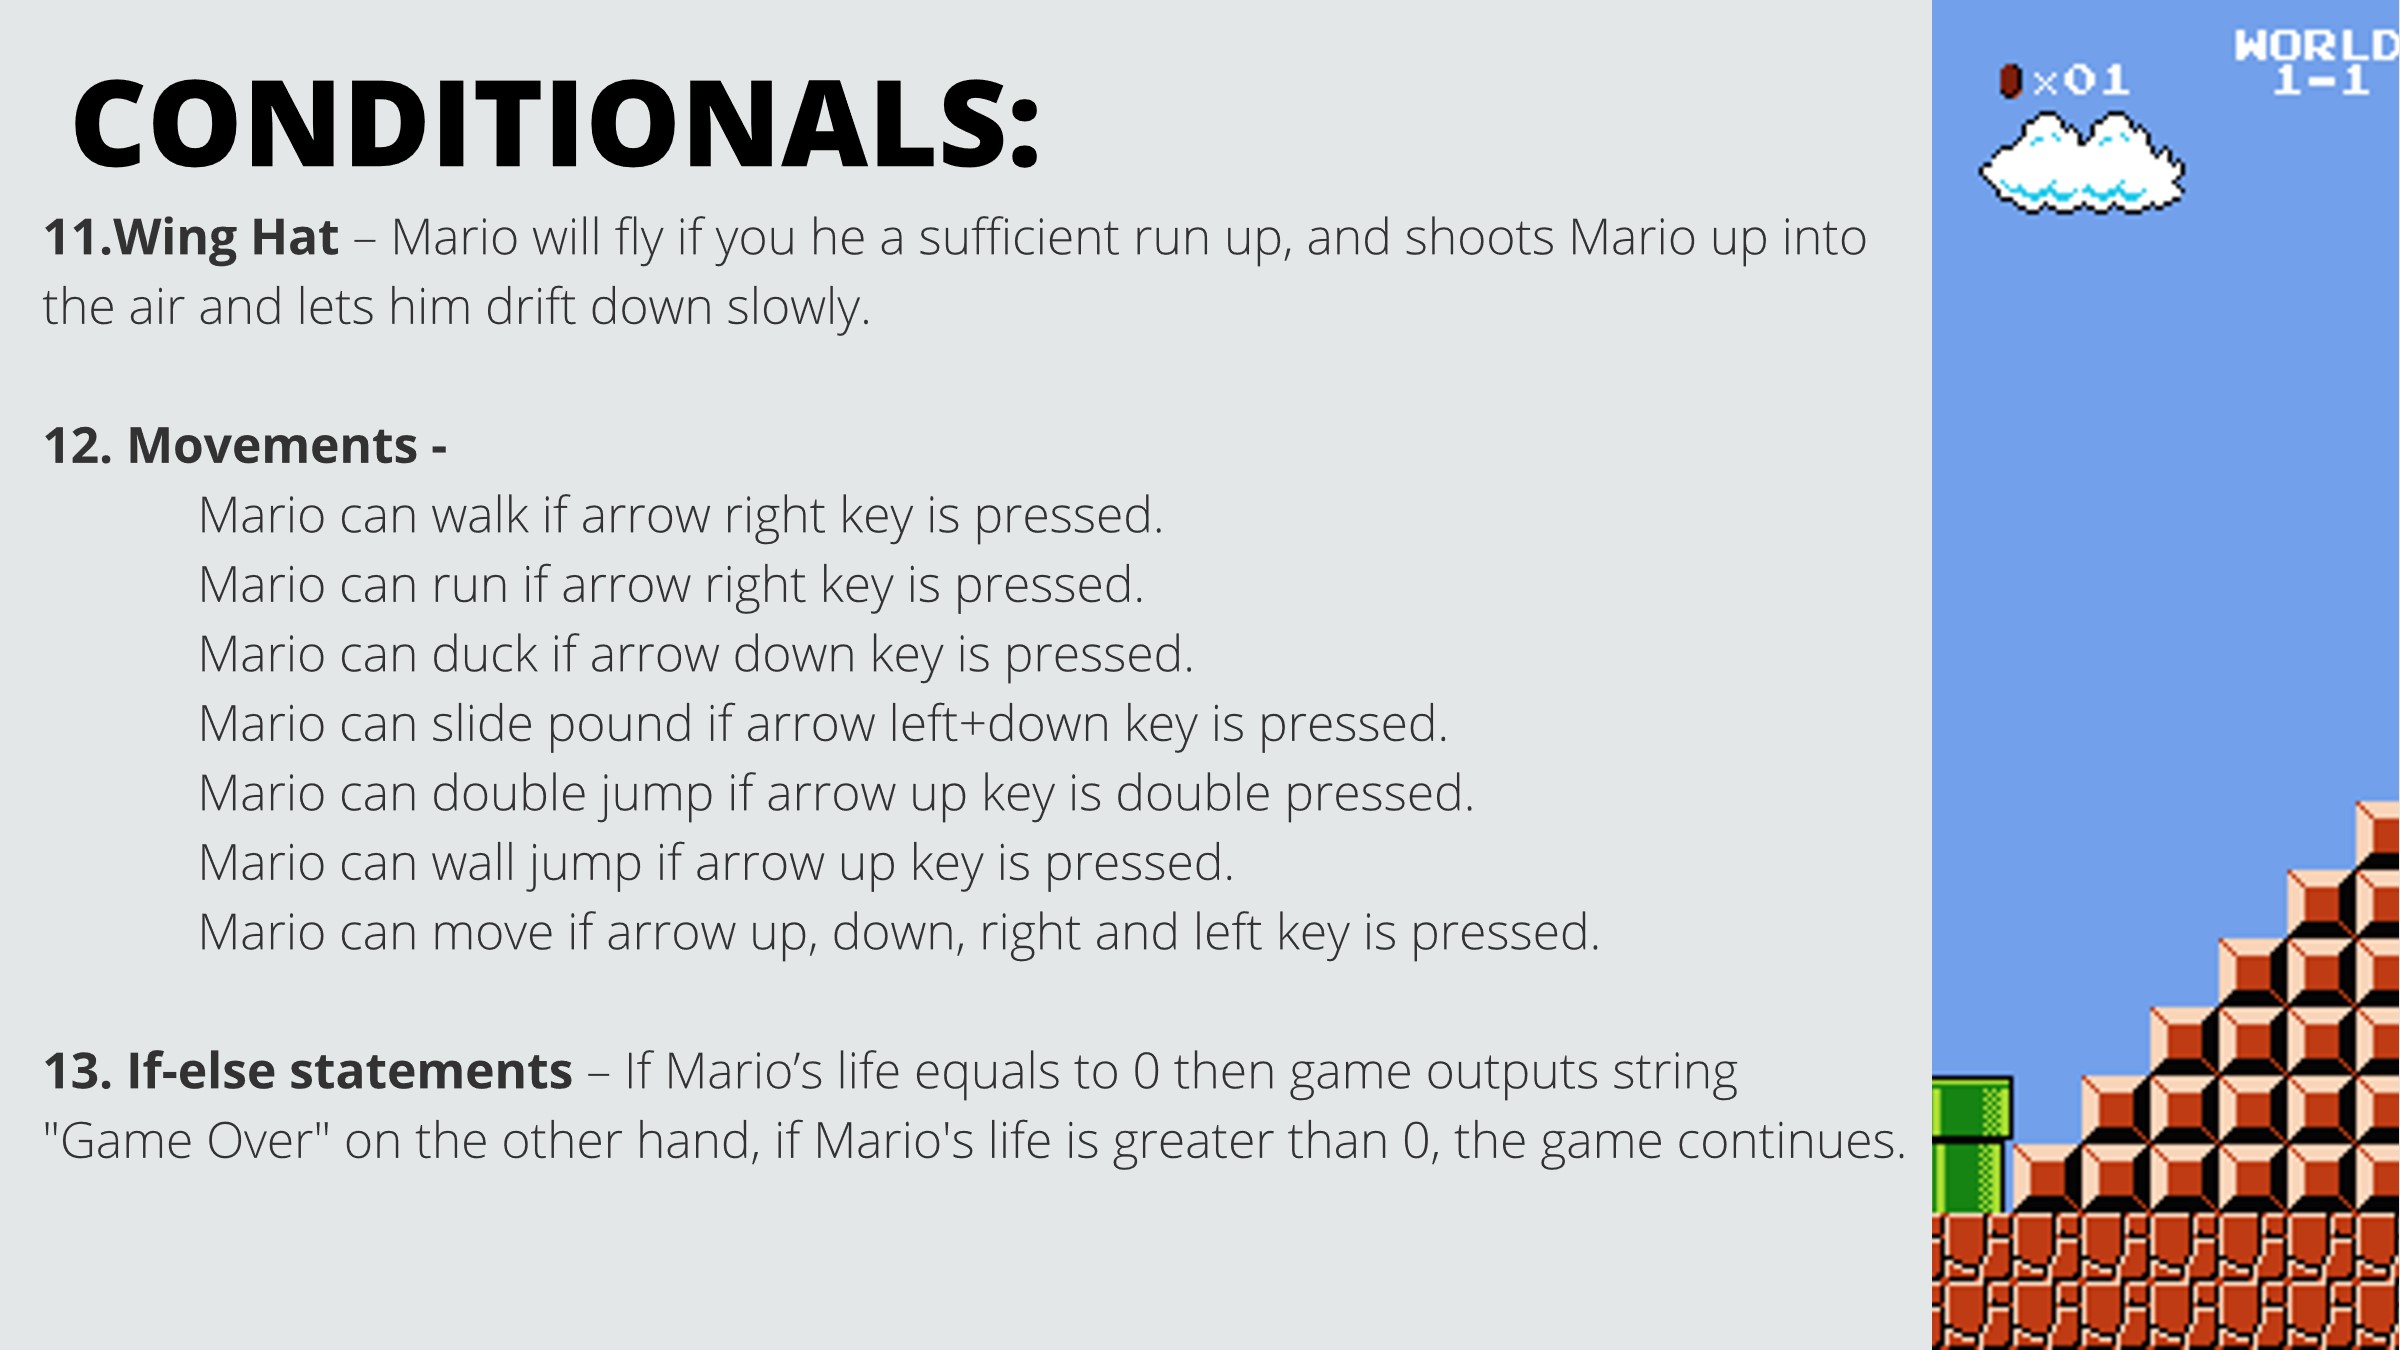 CONDITIONALS:
11.Wing Hat – Mario will fly if you he a sufficient run up, and shoots Mario up into
the air and lets him drift down slowly.
12. Movements -
Mario can walk if arrow right key is pressed.
Mario can run if arrow right key is pressed.
Mario can duck if arrow down key is pressed.
Mario can slide pound if arrow left+down key is pressed.
Mario can double jump if arrow up key is double pressed.
Mario can wall jump if arrow up key is pressed.
Mario can move if arrow up, down, right and left key is pressed.
13. If-else statements – If Mario’s life equals to 0 then game outputs string
"Game Over" on the other hand, if Mario's life is greater than 0, the game continues.
×01
WORLD
1-1